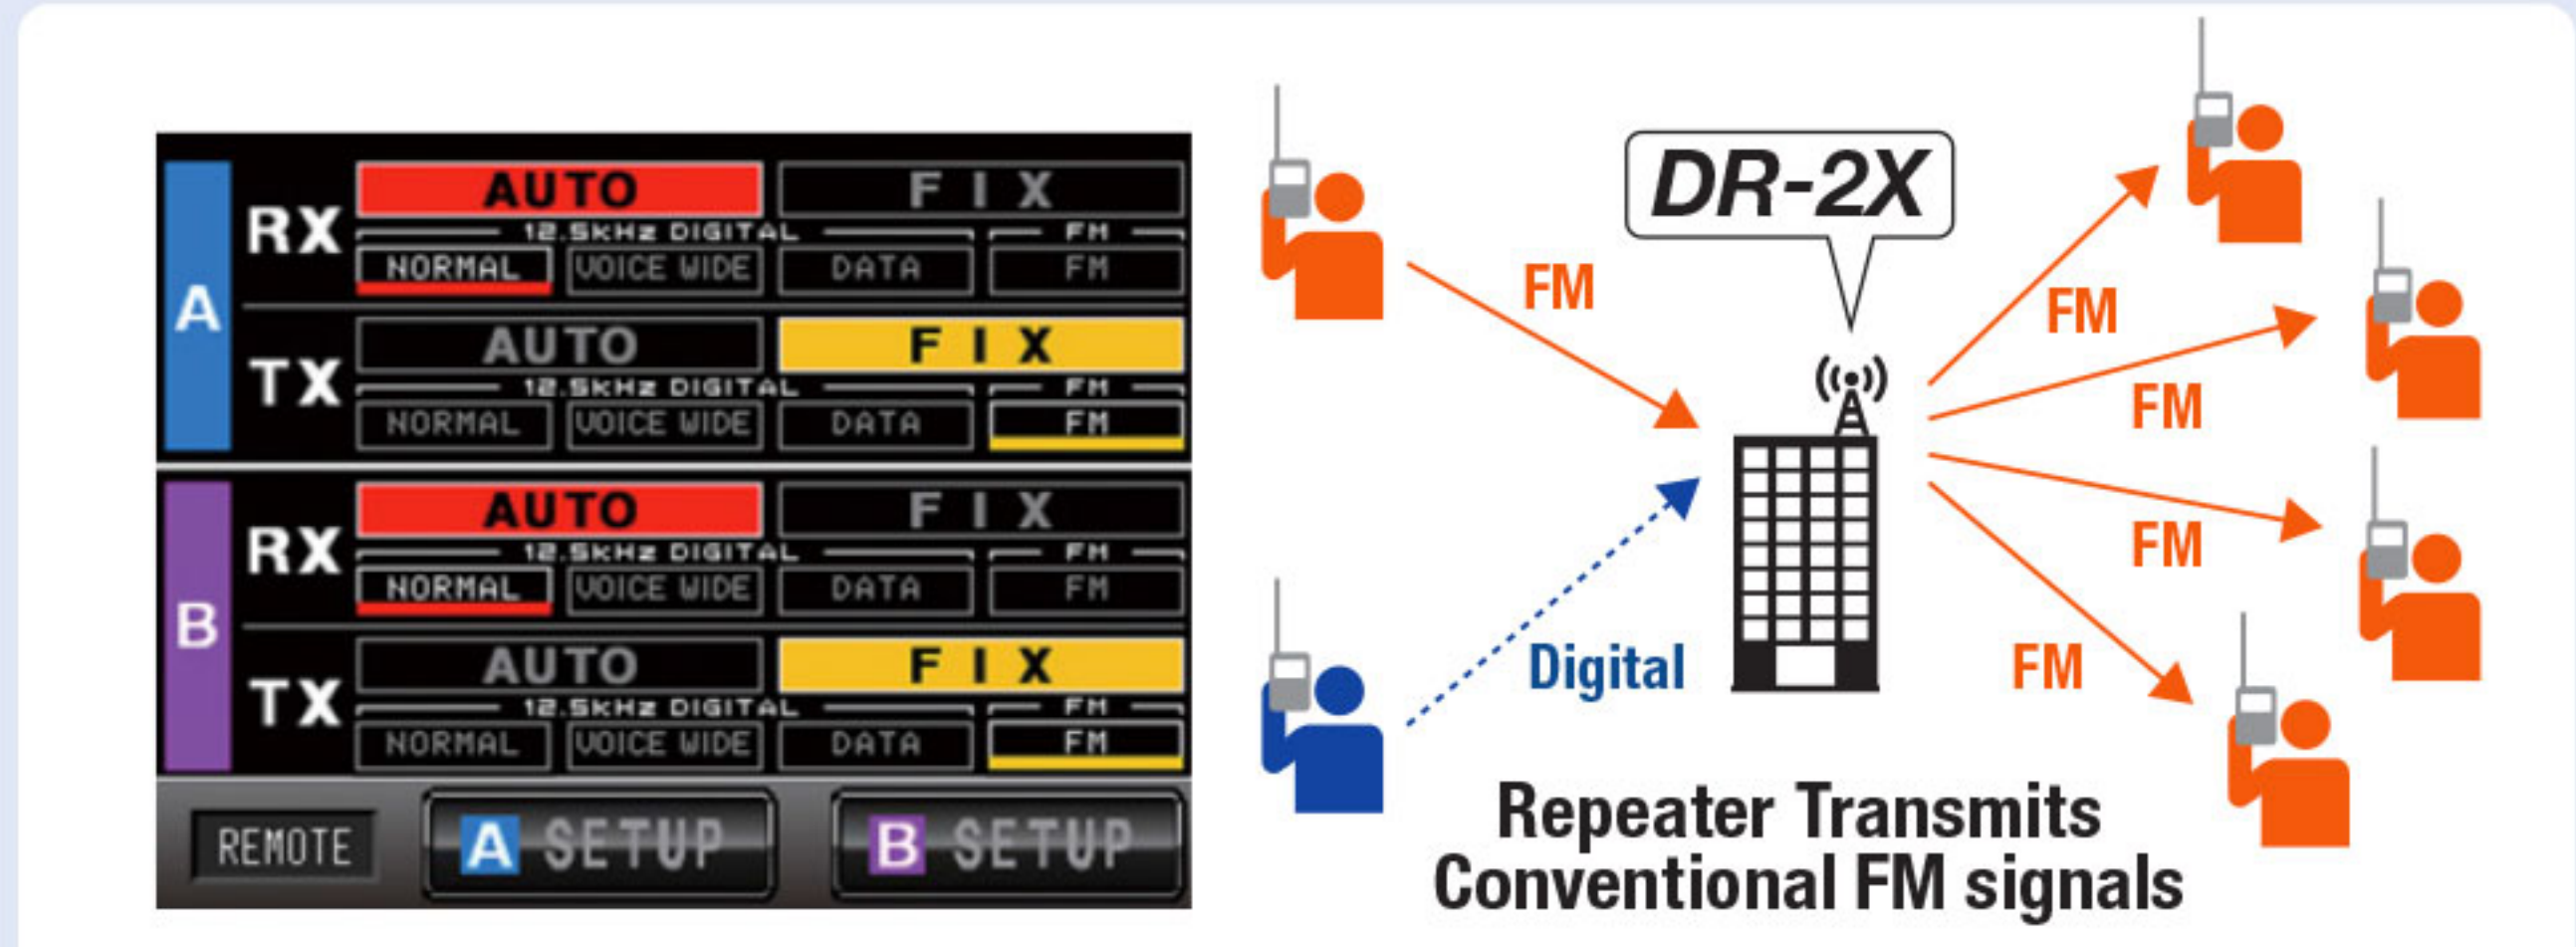 A
RX
AUTO
FIX
12.5kHz DIGITAL
FM
NORMAL
VOICE WIDE
DATA
FM
TX
AUTO
FIX
12.5kHz DIGITAL
FM
NORMAL
VOICE WIDE
DATA
FM
B
RX
AUTO
FIX
12.5kHz DIGITAL
FM
NORMAL
VOICE WIDE
DATA
FM
TX
AUTO
FIX
12.5kHz DIGITAL
FM
NORMAL
VOICE WIDE
DATA
FM
REMOTE
A SETUP
B SETUP
DR-2X
FM
Digital
FM
FM
FM
FM
Repeater Transmits
Conventional FM signals